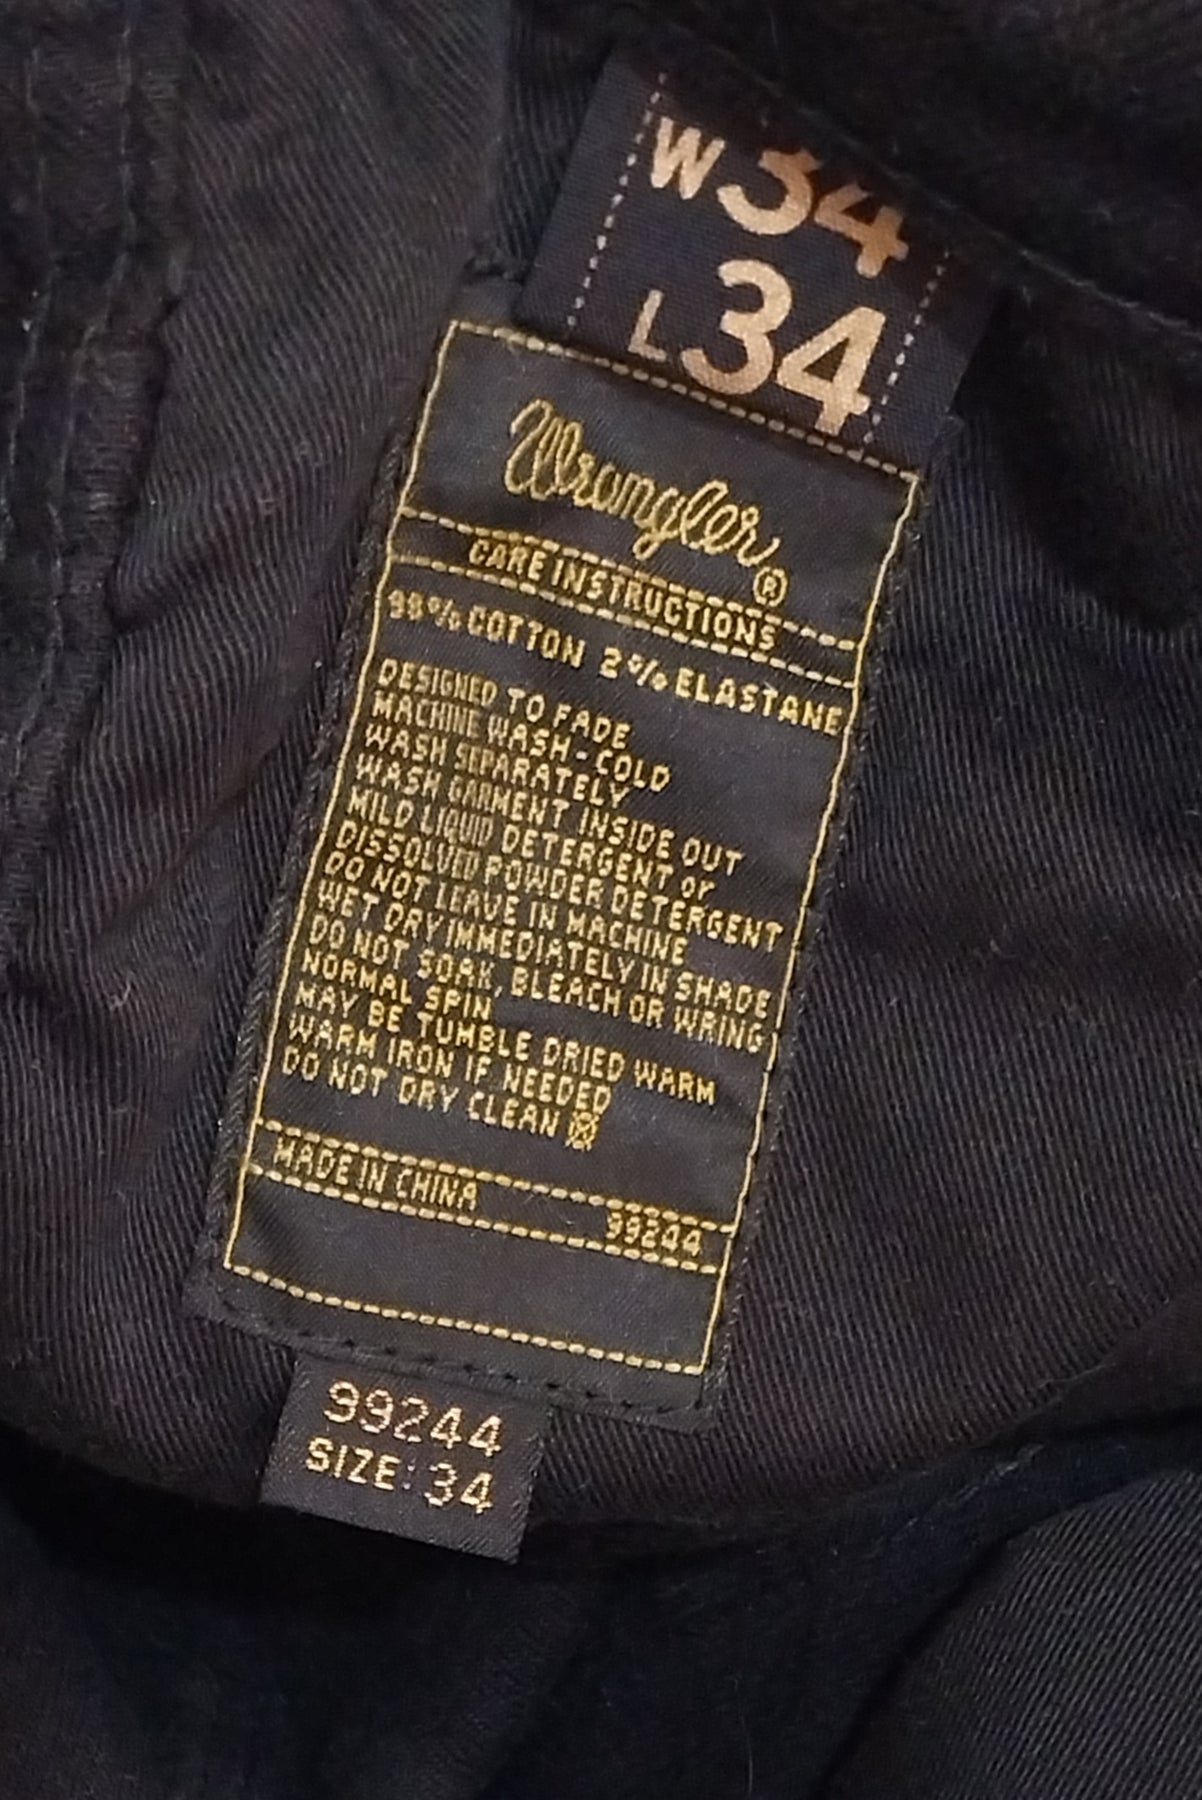 W 34
L 34
Wrangler®
CARE INSTRUCTIONS
98% COTTON 2% ELASTANE
DESIGNED TO FADE
MACHINE WASH - COLD
WASH SEPARATELY
WASH GARMENT INSIDE OUT
MILD LIQUID DETERGENT or
DISSOLVED POWDER DETERGENT
DO NOT LEAVE IN MACHINE
WET DRY IMMEDIATELY IN SHADE
DO NOT SOAK, BLEACH OR WRING
NORMAL SPIN
MAY BE TUMBLE DRIED WARM
WARM IRON IF NEEDED
DO NOT DRY CLEAN
MADE IN CHINA 99244
99244
SIZE: 34